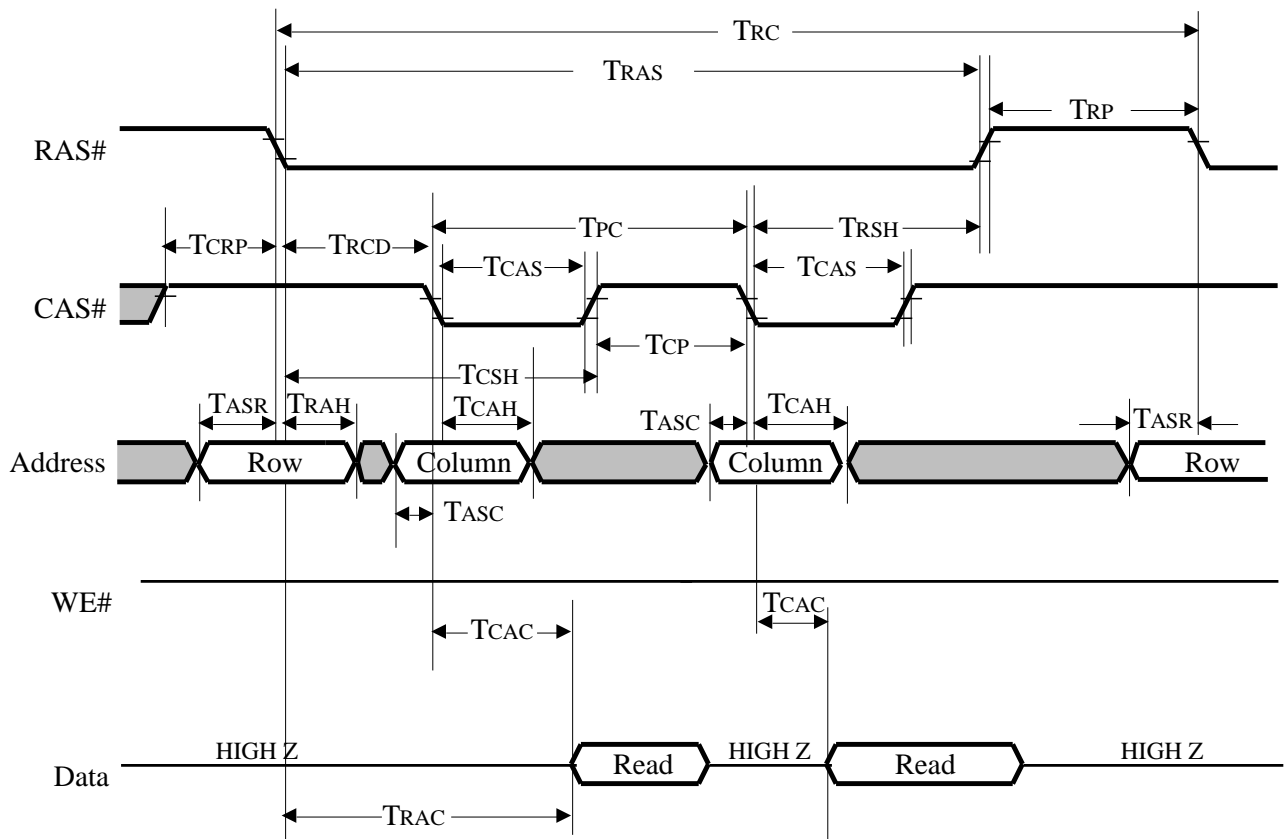 TRC
TRAS
TRP
RAS#
TPC
TRSH
TCRP
TRCD
TCAS
TCAS
CAS#
TCP
TCSH
TASR
TRAH
TCAH
TASC
TCAH
TASR
Address
Row
Column
Column
Row
TASC
WE#
TCAC
TCAC
HIGH Z
HIGH Z
HIGH Z
Data
Read
Read
TRAC